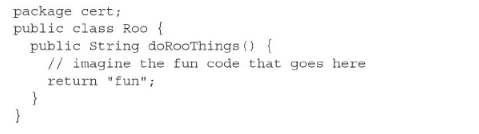 package cert;
public class Roo {
  public String doRooThings() {
    // imagine the fun code that goes here
    return "fun";
  }
}